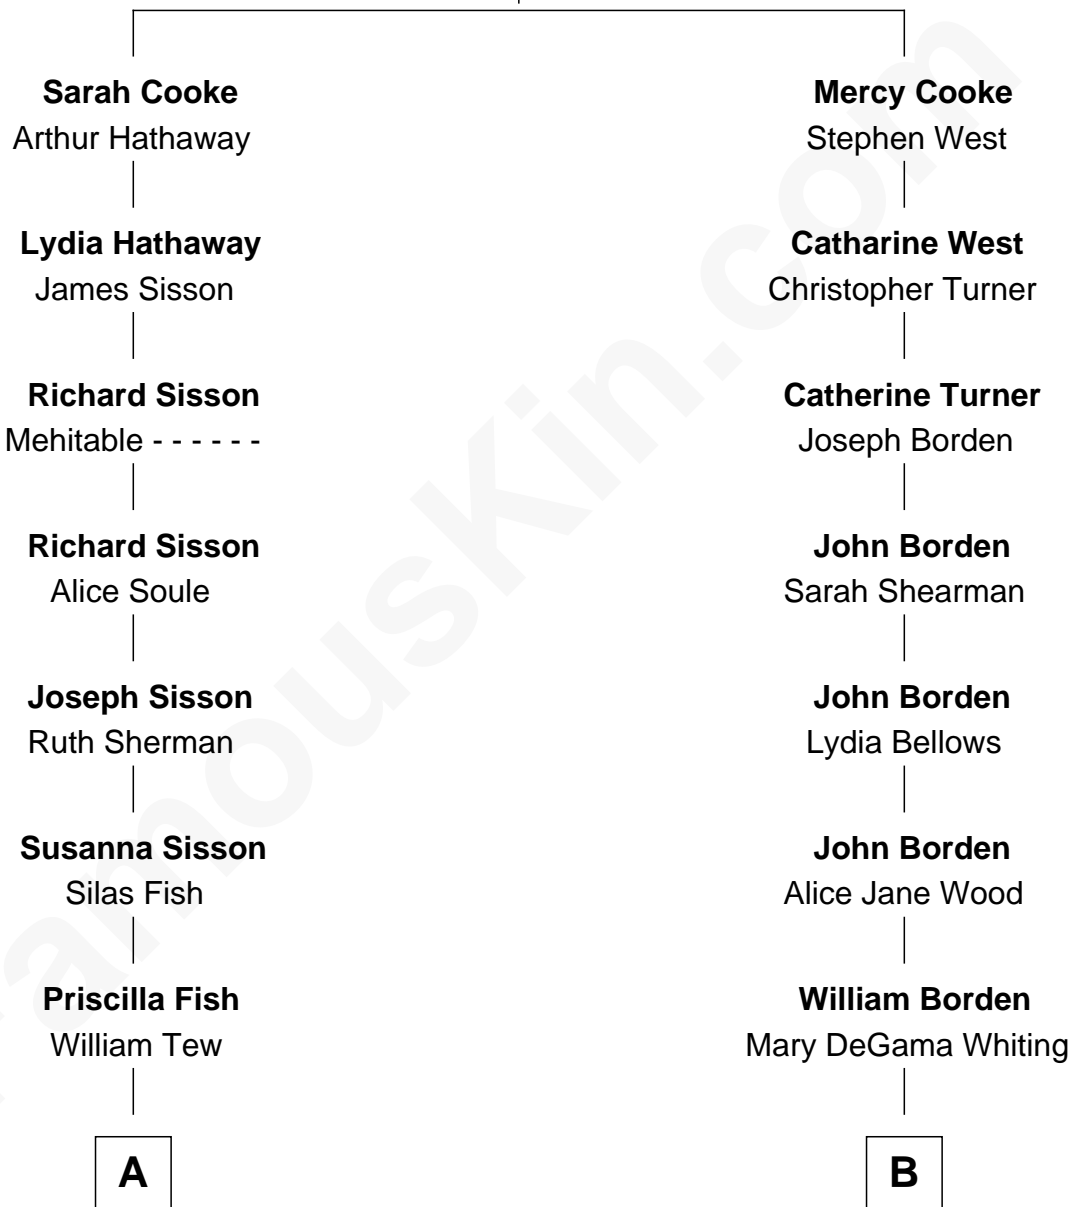 Sarah Cooke
Arthur Hathaway
Lydia Hathaway
James Sisson
Richard Sisson
Mehitable - - - - - -
Richard Sisson
Alice Soule
Joseph Sisson
Ruth Sherman
Susanna Sisson
Silas Fish
Priscilla Fish
William Tew
A
Mercy Cooke
Stephen West
Catharine West
Christopher Turner
Catherine Turner
Joseph Borden
John Borden
Sarah Shearman
John Borden
Lydia Bellows
John Borden
Alice Jane Wood
William Borden
Mary DeGama Whiting
B
FamousKin.com